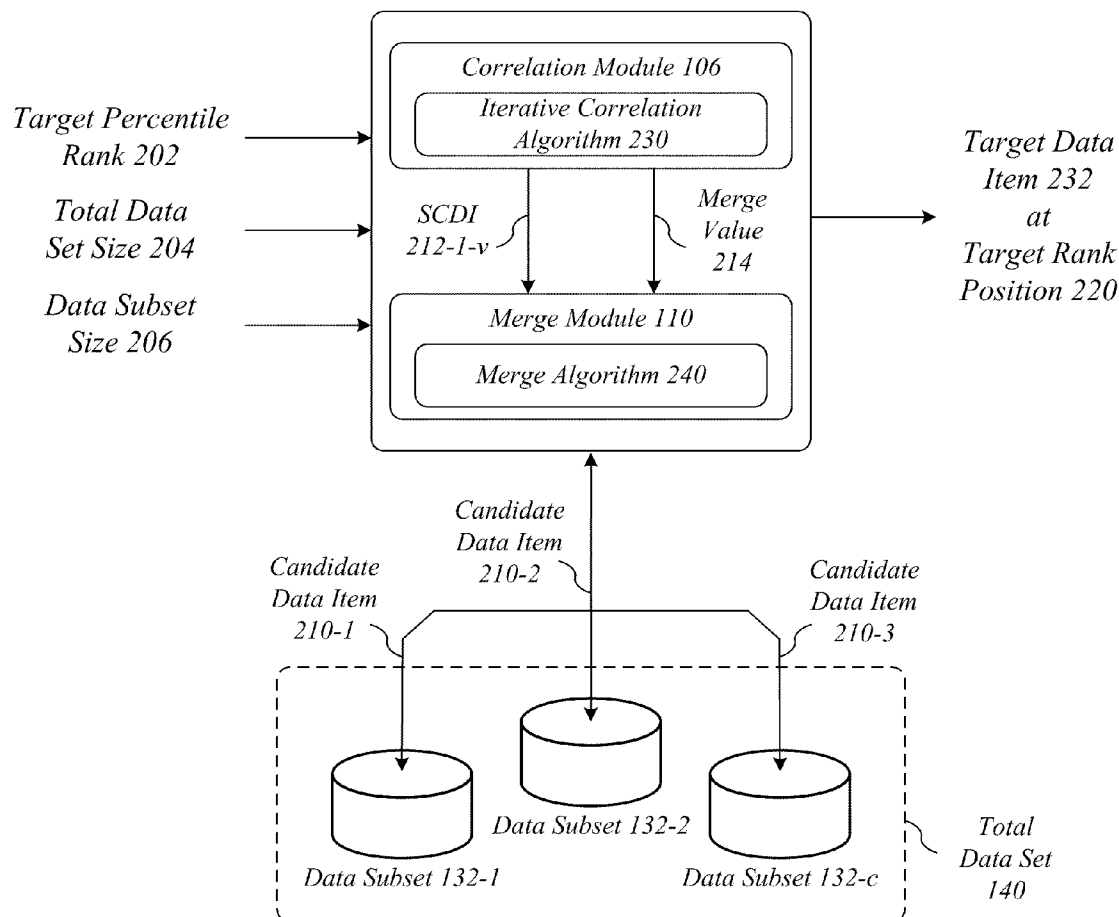 Correlation Module 106
Iterative Correlation
Algorithm 230
Target Percentile
Rank 202
Total Data
Set Size 204
Data Subset
Size 206
SCDI
212-1-v
Merge
Value
214
Merge Module 110
Merge Algorithm 240
Target Data
Item 232
at
Target Rank
Position 220
Candidate
Data Item
210-2
Candidate
Data Item
210-1
Candidate
Data Item
210-3
Data Subset 132-1
Data Subset 132-2
Data Subset 132-c
Total
Data Set
140